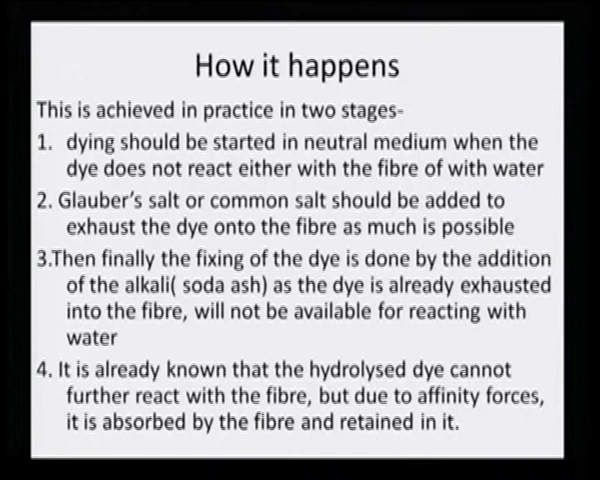 How it happens
This is achieved in practice in two stages-
1. dying should be started in neutral medium when the
dye does not react either with the fibre of with water
2. Glauber's salt or common salt should be added to
exhaust the dye onto the fibre as much is possible
3.Then finally the fixing of the dye is done by the addition
of the alkali( soda ash) as the dye is already exhausted
into the fibre, will not be available for reacting with
water
4. It is already known that the hydrolysed dye cannot
further react with the fibre, but due to affinity forces,
it is absorbed by the fibre and retained in it.